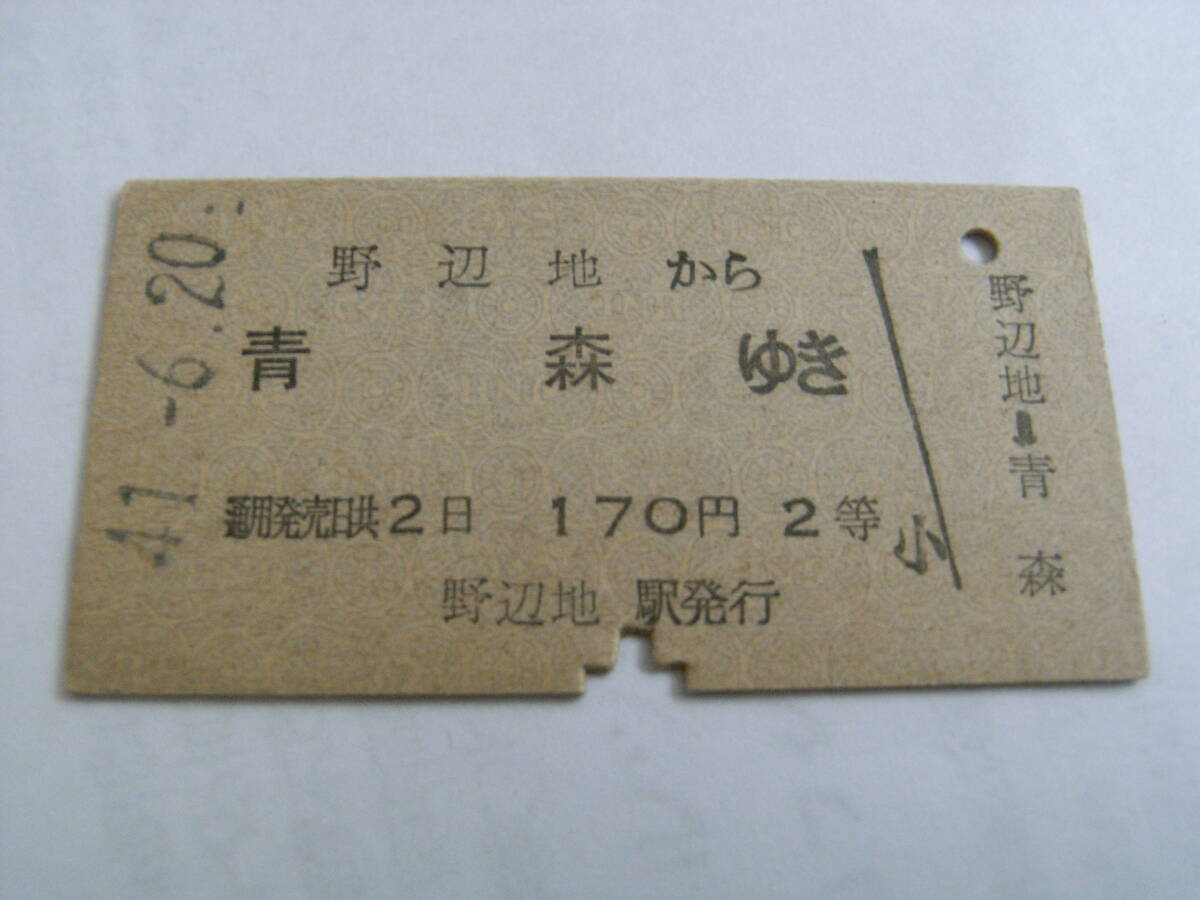 41.-6.20
野辺地から
青森ゆき
通用発売日共2日 170円 2等
野辺地 駅発行
小
野辺地―青森